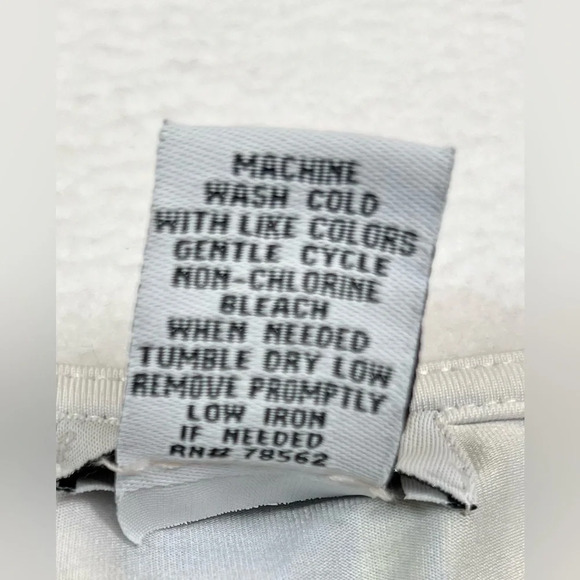 MACHINE
WASH COLD
WITH LIKE COLORS
GENTLE CYCLE
NON-CHLORINE
BLEACH
WHEN NEEDED
TUMBLE DRY LOW
REMOVE PROMPTLY
LOW IRON
IF NEEDED
RN# 78562